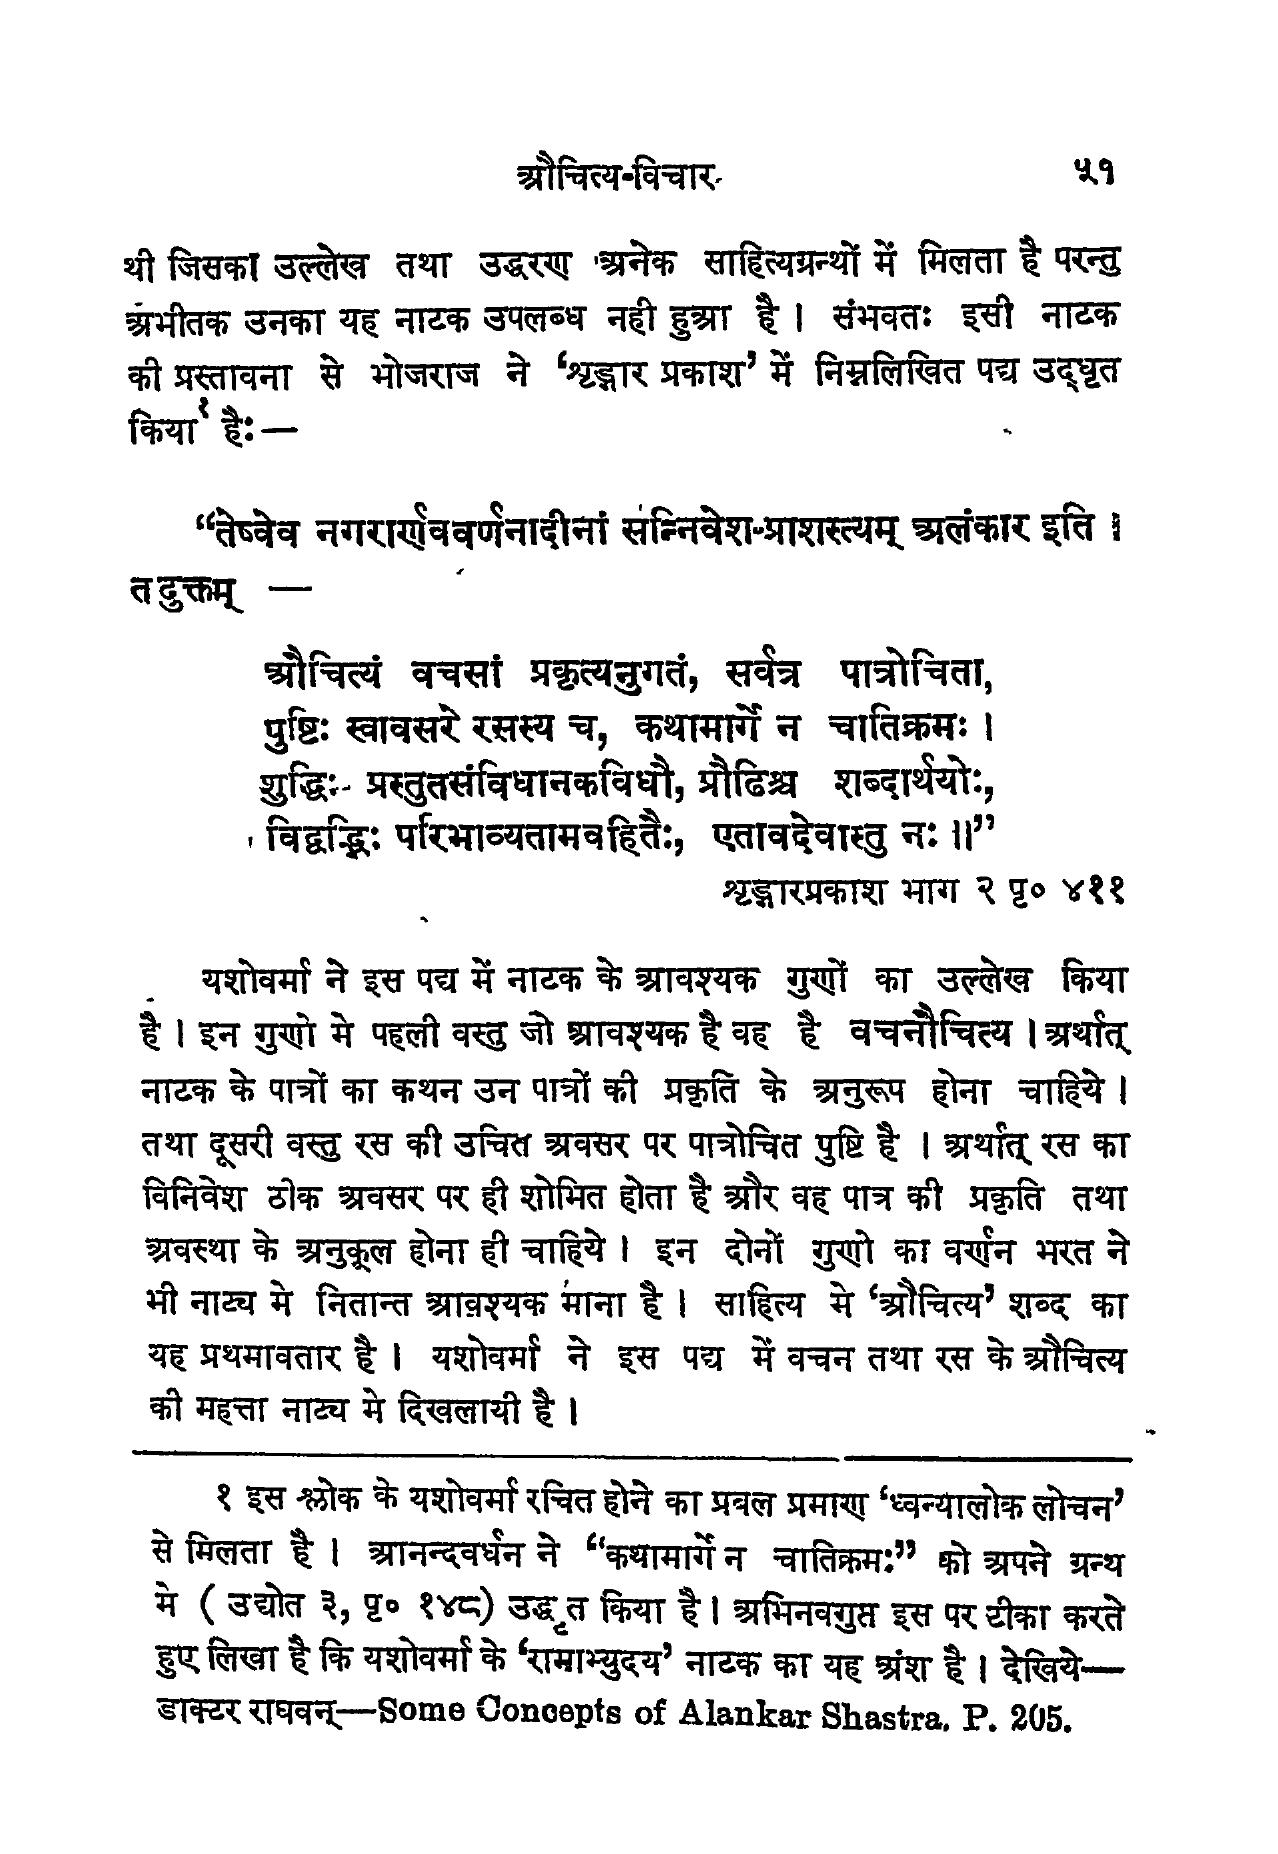 औचित्य-विचार
५१
थी जिसका उल्लेख तथा उद्धरण अनेक साहित्यग्रन्थों में मिलता है परन्तु
अभीतक उनका यह नाटक उपलब्ध नही हुआ है । संभवतः इसी नाटक
की प्रस्तावना से भोजराज ने ‘शृङ्गार प्रकाश’ में निम्नलिखित पद्य उद्धृत
किया१ है:—
“तेष्वेव नगरार्णववर्णनादीनां सन्निवेश-प्राशस्त्यम् अलंकार इति ।
तदुक्तम् —
औचित्यं वचसां प्रकृत्यनुगतं, सर्वत्र पात्रोचिता,
पुष्टिः स्वावसरे रसस्य च, कथामार्गे न चातिक्रमः ।
शुद्धिः प्रस्तुतसंविधानकविधौ, प्रौढिश्च शब्दार्थयोः,
विद्वद्भिः परिभाव्यतामवहितैः, एतावदेवास्तु नः ॥”
शृङ्गारप्रकाश भाग २ पृ० ४११
यशोवर्मा ने इस पद्य में नाटक के आवश्यक गुणों का उल्लेख किया
है । इन गुणो मे पहली वस्तु जो आवश्यक है वह है वचनौचित्य । अर्थात्
नाटक के पात्रों का कथन उन पात्रों की प्रकृति के अनुरूप होना चाहिये ।
तथा दूसरी वस्तु रस की उचित अवसर पर पात्रोचित पुष्टि है । अर्थात् रस का
विनिवेश ठीक अवसर पर ही शोभित होता है और वह पात्र की प्रकृति तथा
अवस्था के अनुकूल होना ही चाहिये । इन दोनों गुणो का वर्णन भरत ने
भी नाट्य मे नितान्त आवश्यक माना है । साहित्य मे ‘औचित्य’ शब्द का
यह प्रथमावतार है । यशोवर्मा ने इस पद्य में वचन तथा रस के औचित्य
की महत्ता नाट्य मे दिखलायी है ।
१ इस श्लोक के यशोवर्मा रचित होने का प्रबल प्रमाण ‘ध्वन्यालोक लोचन’
से मिलता है । आनन्दवर्धन ने “कथामार्गे न चातिक्रमः” को अपने ग्रन्थ
मे ( उद्योत ३, पृ० १४८) उद्धृत किया है । अभिनवगुप्त इस पर टीका करते
हुए लिखा है कि यशोवर्मा के ‘रामाभ्युदय’ नाटक का यह अंश है । देखिये—
डाक्टर राघवन्—Some Concepts of Alankar Shastra. P. 205.